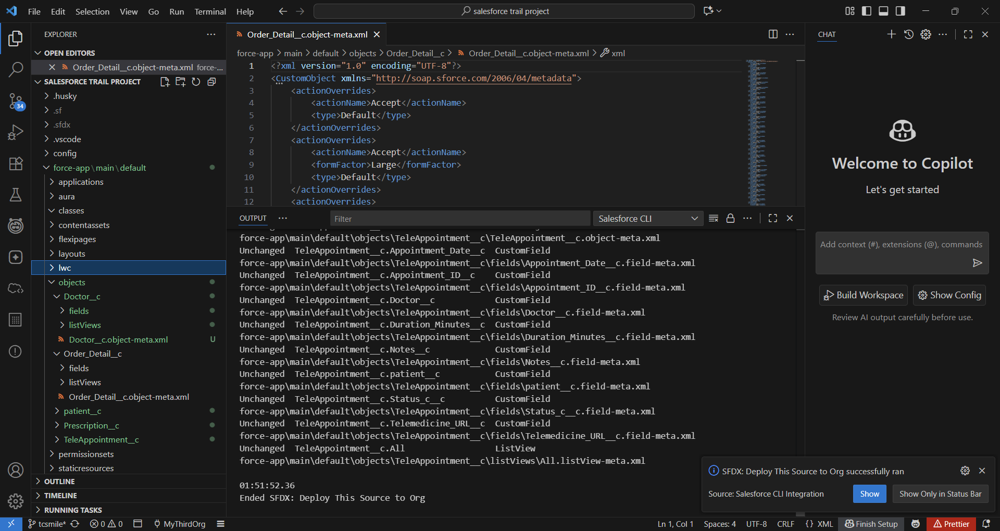 File Edit Selection View Go Run Terminal Help
salesforce trail project
EXPLORER
OPEN EDITORS
Order_Detail__c.object-meta.xml force-...
SALESFORCE TRAIL PROJECT
.husky
.sf
.sfdx
.vscode
config
force-app\main\default
applications
aura
classes
contentassets
flexipages
layouts
lwc
objects
Doctor__c
fields
listViews
Doctor__c.object-meta.xml U
Order_Detail__c
fields
listViews
Order_Detail__c.object-meta.xml
patient__c
Prescription__c
TeleAppointment__c
permissionsets
staticresources
OUTLINE
TIMELINE
RUNNING TASKS
34
Order_Detail__c.object-meta.xml
force-app > main > default > objects > Order_Detail__c > Order_Detail__c.object-meta.xml > xml
1 <?xml version="1.0" encoding="UTF-8"?>
2 <CustomObject xmlns="http://soap.sforce.com/2006/04/metadata">
3 <actionOverrides>
4 <actionName>Accept</actionName>
5 <type>Default</type>
6 </actionOverrides>
7 <actionOverrides>
8 <actionName>Accept</actionName>
9 <formFactor>Large</formFactor>
10 <type>Default</type>
11 </actionOverrides>
12 <actionOverrides>
OUTPUT
Filter
Salesforce CLI
force-app\main\default\objects\TeleAppointment__c\TeleAppointment__c.object-meta.xml
Unchanged TeleAppointment__c.Appointment_Date__c CustomField
force-app\main\default\objects\TeleAppointment__c\fields\Appointment_Date__c.field-meta.xml
Unchanged TeleAppointment__c.Appointment_ID__c CustomField
force-app\main\default\objects\TeleAppointment__c\fields\Appointment_ID__c.field-meta.xml
Unchanged TeleAppointment__c.Doctor__c CustomField
force-app\main\default\objects\TeleAppointment__c\fields\Doctor__c.field-meta.xml
Unchanged TeleAppointment__c.Duration_Minutes__c CustomField
force-app\main\default\objects\TeleAppointment__c\fields\Duration_Minutes__c.field-meta.xml
Unchanged TeleAppointment__c.Notes__c CustomField
force-app\main\default\objects\TeleAppointment__c\fields\Notes__c.field-meta.xml
Unchanged TeleAppointment__c.patient__c CustomField
force-app\main\default\objects\TeleAppointment__c\fields\patient__c.field-meta.xml
Unchanged TeleAppointment__c.Status_c__c CustomField
force-app\main\default\objects\TeleAppointment__c\fields\Status_c__c.field-meta.xml
Unchanged TeleAppointment__c.Telemedicine_URL__c CustomField
force-app\main\default\objects\TeleAppointment__c\fields\Telemedicine_URL__c.field-meta.xml
Unchanged TeleAppointment__c.All ListView
force-app\main\default\objects\TeleAppointment__c\listViews\All.listView-meta.xml
01:51:52.36
Ended SFDX: Deploy This Source to Org
CHAT
Welcome to Copilot
Let's get started
Add context (#), extensions (@), commands
Build Workspace
Show Config
Review AI output carefully before use.
SFDX: Deploy This Source to Org successfully ran
Source: Salesforce CLI Integration
Show
Show Only in Status Bar
tcsmile* 0 0 MyThirdOrg
Ln 1, Col 1 Spaces: 4 UTF-8 CRLF {} XML Finish Setup Prettier